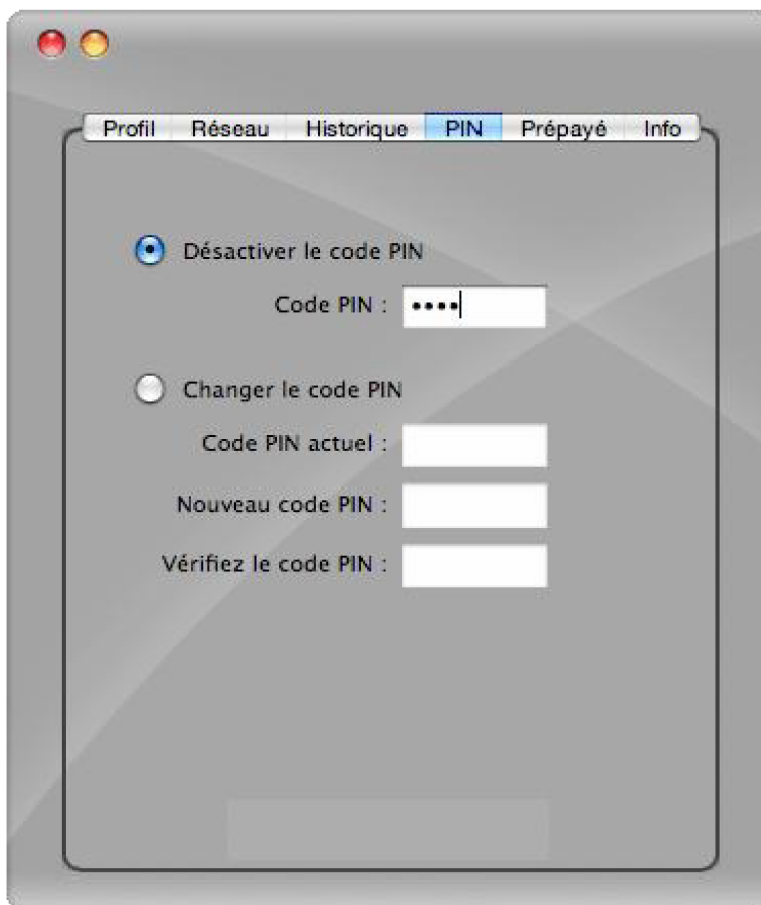 Profil Réseau Historique PIN Prépayé Info
Désactiver le code PIN
Code PIN : ••••
Changer le code PIN
Code PIN actuel :
Nouveau code PIN :
Vérifiez le code PIN :